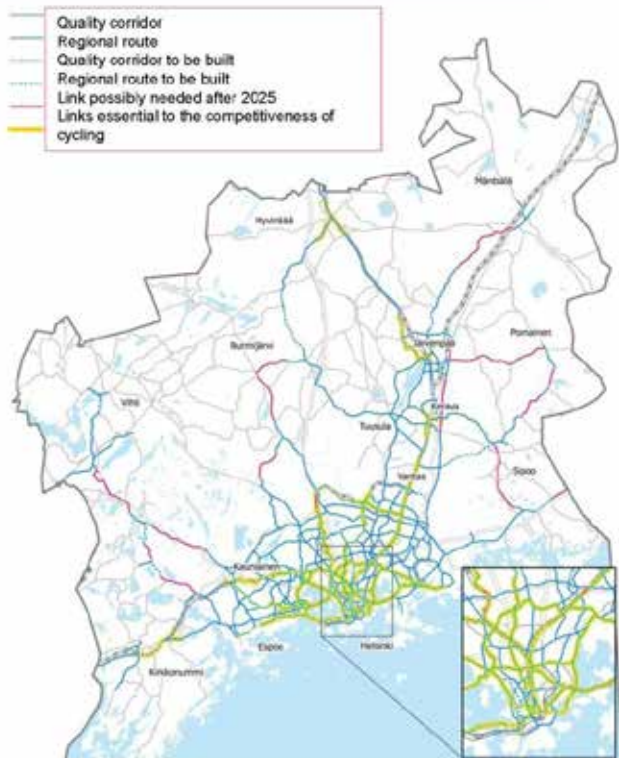 Quality corridor
Regional route
Quality corridor to be built
Regional route to be built
Link possibly needed after 2025
Links essential to the competitiveness of
cycling
Mäntsälä
Hyvinkää
Pornainen
Järvenpää
Nurmijärvi
Vihti
Kerava
Tuusula
Sipoo
Vantaa
Kauniainen
Espoo
Helsinki
Kirkkonummi